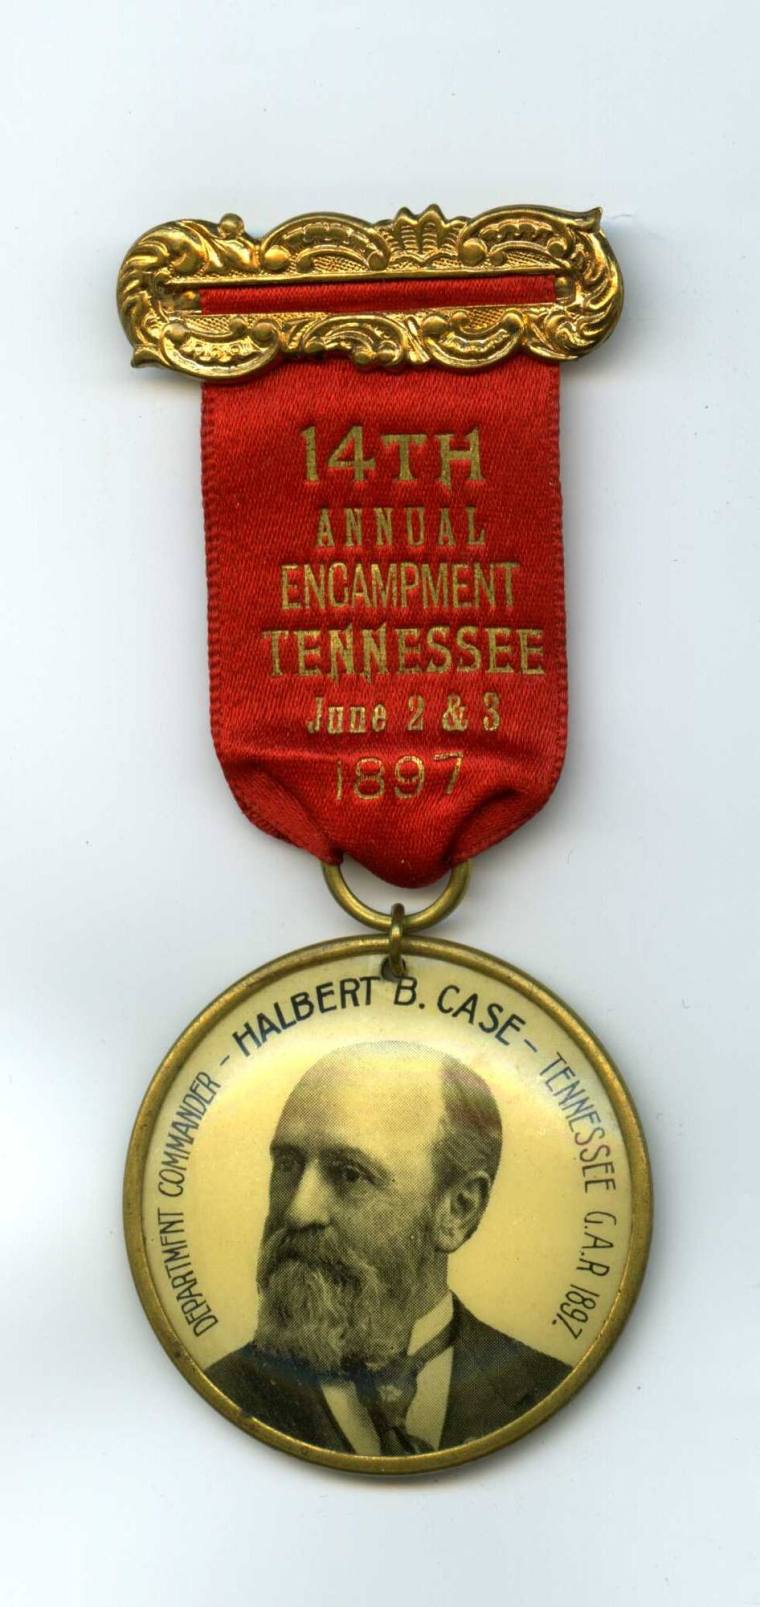 14TH
ANNUAL
ENCAMPMENT
TENNESSEE
June 2 & 3
1897
DEPARTMENT COMMANDER - HALBERT B. CASE - TENNESSEE G.A.R 1897.